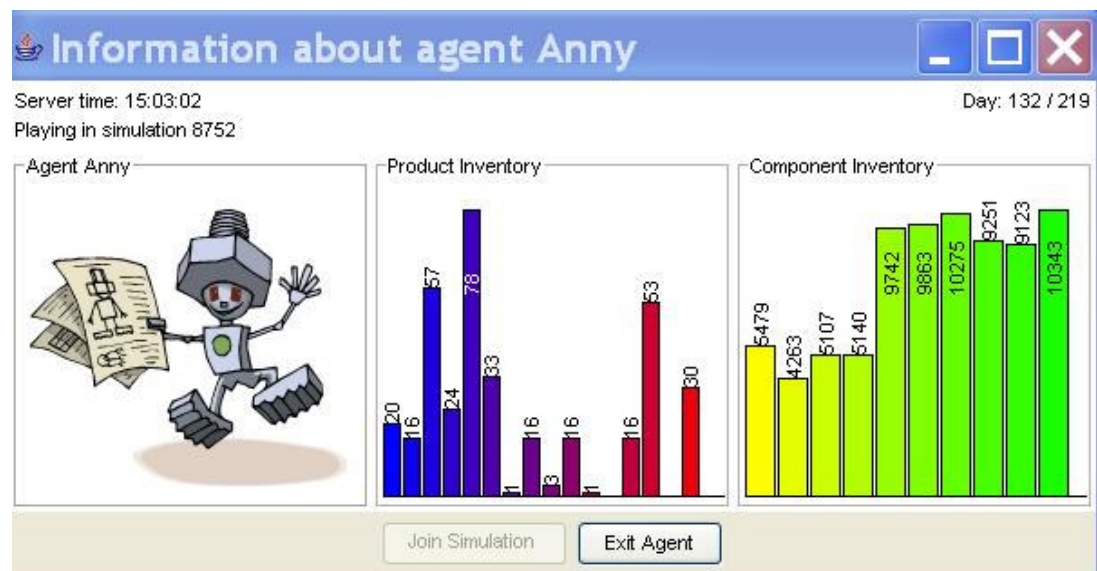 Information about agent Anny
Server time: 15:03:02
Day: 132 / 219
Playing in simulation 8752
Agent Anny
Product Inventory
20
16
57
24
78
33
1
16
3
16
1
16
53
30
Component Inventory
5479
4263
5107
5140
9742
9863
10275
9251
9123
10343
Join Simulation
Exit Agent